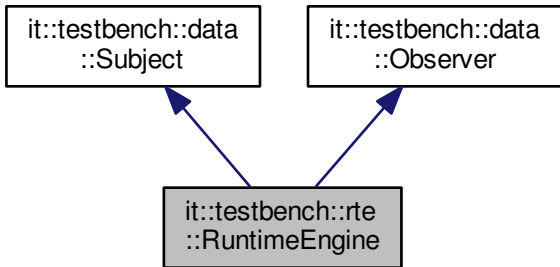 it::testbench::data
::Subject
it::testbench::data
::Observer
it::testbench::rte
::RuntimeEngine